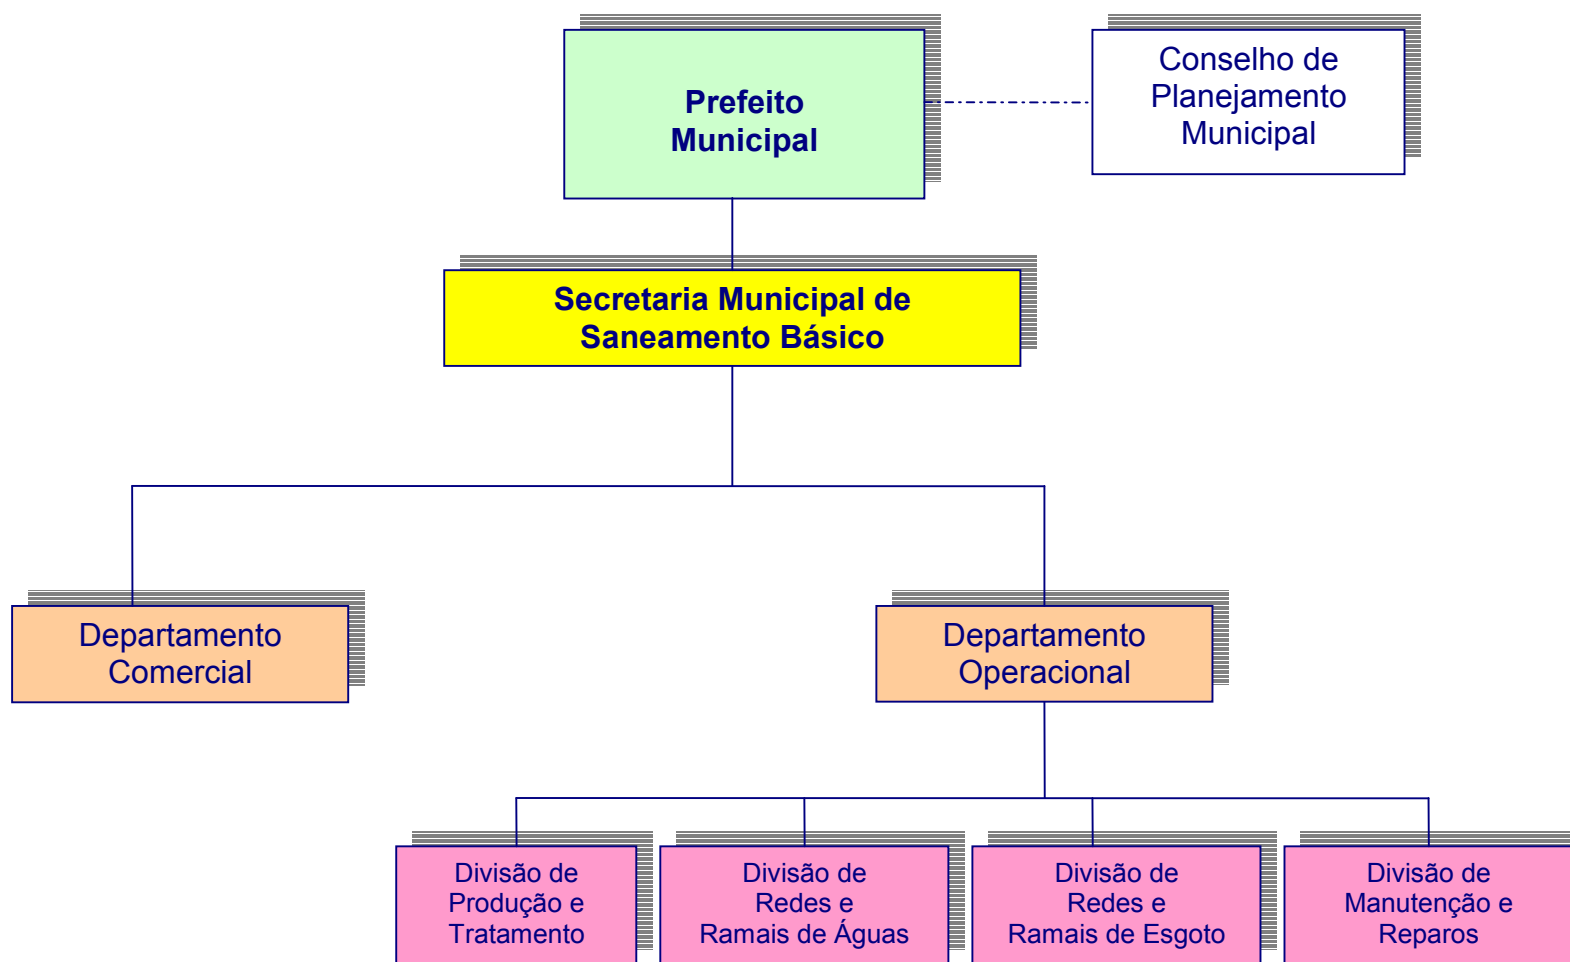 Prefeito
Municipal
Conselho de
Planejamento
Municipal
Secretaria Municipal de
Saneamento Básico
Departamento
Comercial
Departamento
Operacional
Divisão de
Produção e
Tratamento
Divisão de
Redes e
Ramais de Águas
Divisão de
Redes e
Ramais de Esgoto
Divisão de
Manutenção e
Reparos